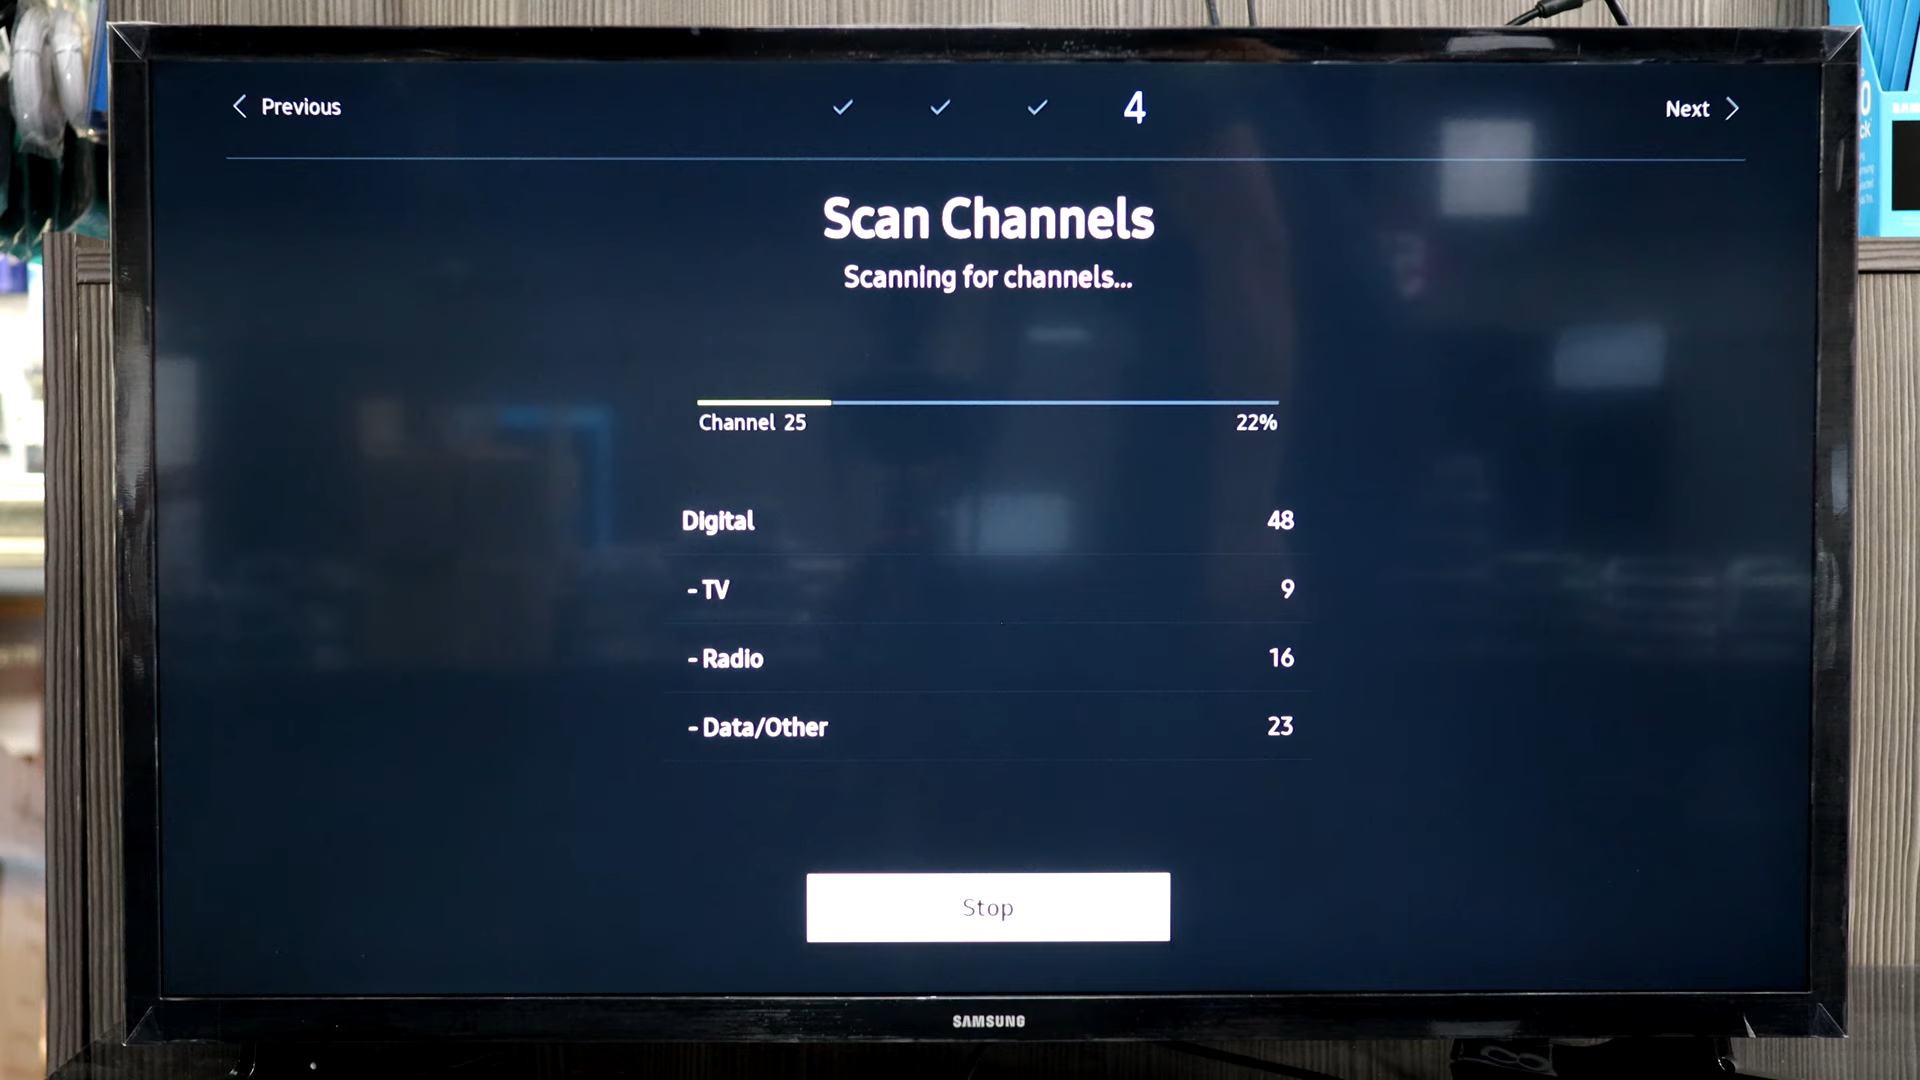 Previous
4
Next
Scan Channels
Scanning for channels...
Channel 25
22%
Digital 48
- TV 9
- Radio 16
- Data/Other 23
Stop
SAMSUNG